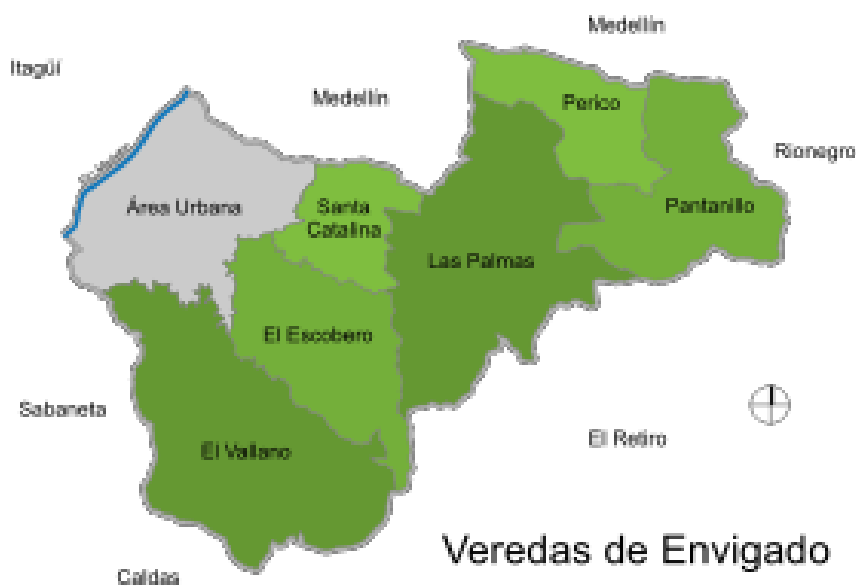 Medellín
Itagüí
Medellín
Perico
Rionegro
Área Urbana
Santa
Catalina
Pantanillo
Las Palmas
El Escobero
Sabaneta
El Retiro
El Vallano
Veredas de Envigado
Caldas